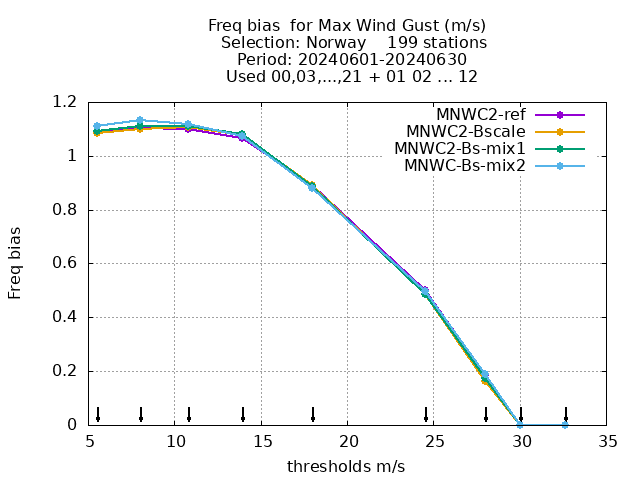 Freq bias  for Max Wind Gust (m/s)
Selection: Norway    199 stations
Period: 20240601-20240630
Used 00,03,...,21 + 01 02 ... 12
MNWC2-ref
MNWC2-Bscale
MNWC2-Bs-mix1
MNWC-Bs-mix2
Freq bias
1.2
1
0.8
0.6
0.4
0.2
0
5 10 15 20 25 30 35
thresholds m/s